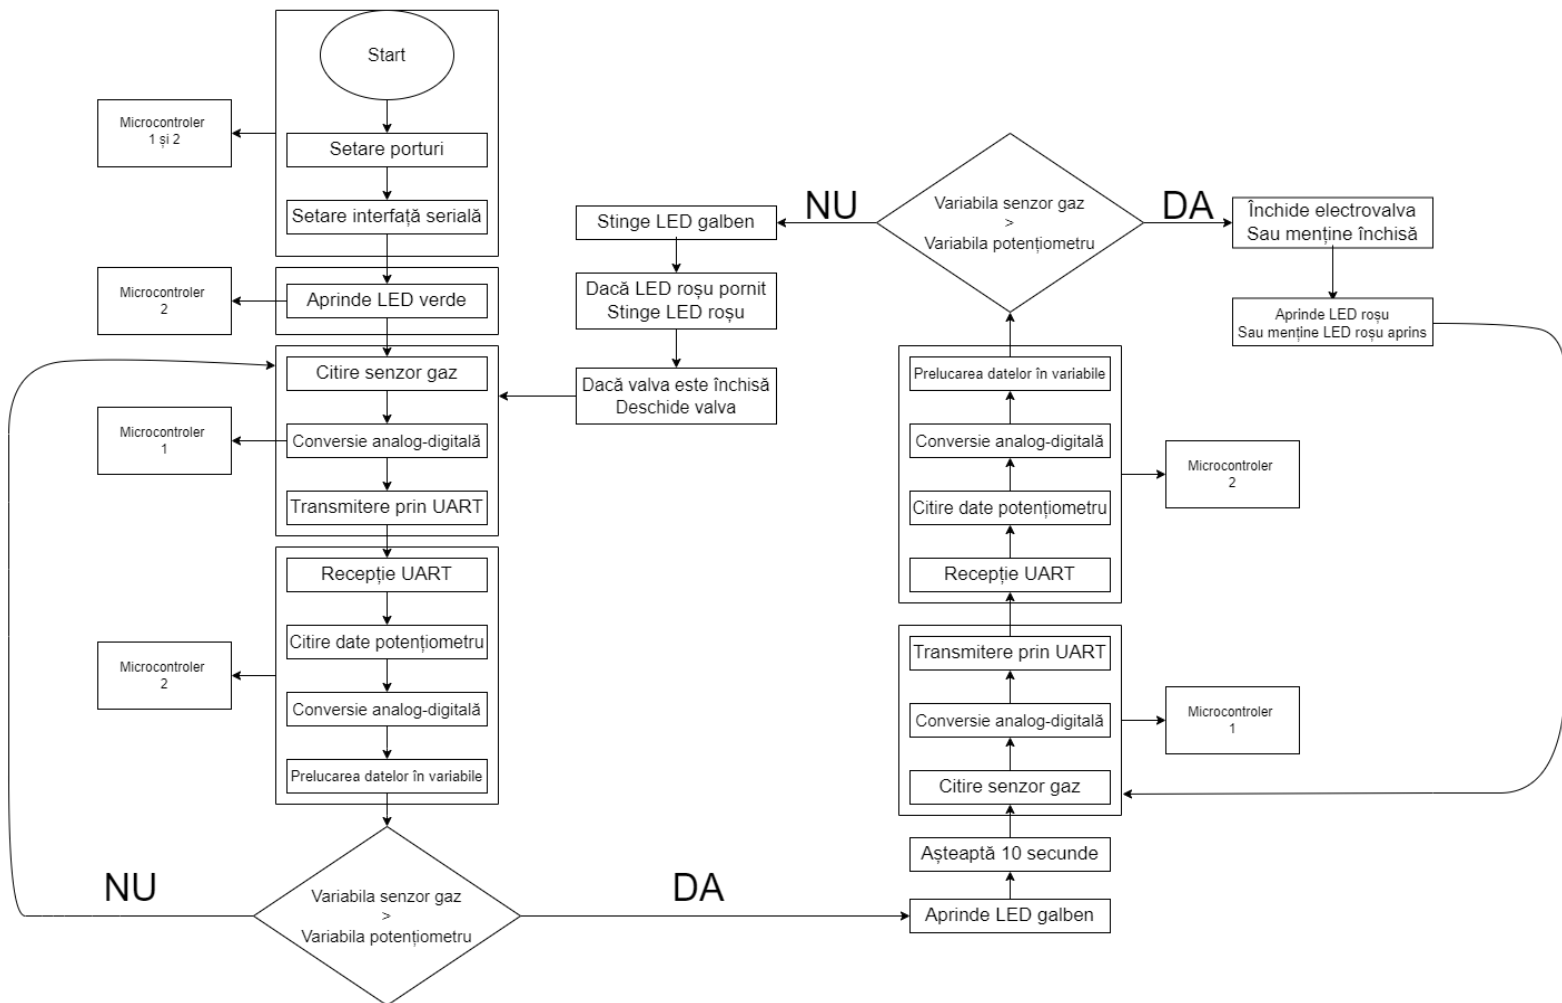 Start
Microcontroler
1 și 2
Setare porturi
Setare interfață serială
Microcontroler
2
Aprinde LED verde
Citire senzor gaz
Microcontroler
1
Conversie analog-digitală
Transmitere prin UART
Recepție UART
Citire date potențiometru
Microcontroler
2
Conversie analog-digitală
Prelucarea datelor în variabile
NU
Variabila senzor gaz
>
Variabila potențiometru
DA
Aprinde LED galben
Așteaptă 10 secunde
Citire senzor gaz
Conversie analog-digitală
Microcontroler
1
Transmitere prin UART
Recepție UART
Citire date potențiometru
Microcontroler
2
Conversie analog-digitală
Prelucarea datelor în variabile
Variabila senzor gaz
>
Variabila potențiometru
NU
Stinge LED galben
Dacă LED roșu pornit
Stinge LED roșu
Dacă valva este închisă
Deschide valva
DA
Închide electrovalva
Sau menține închisă
Aprinde LED roșu
Sau menține LED roșu aprins